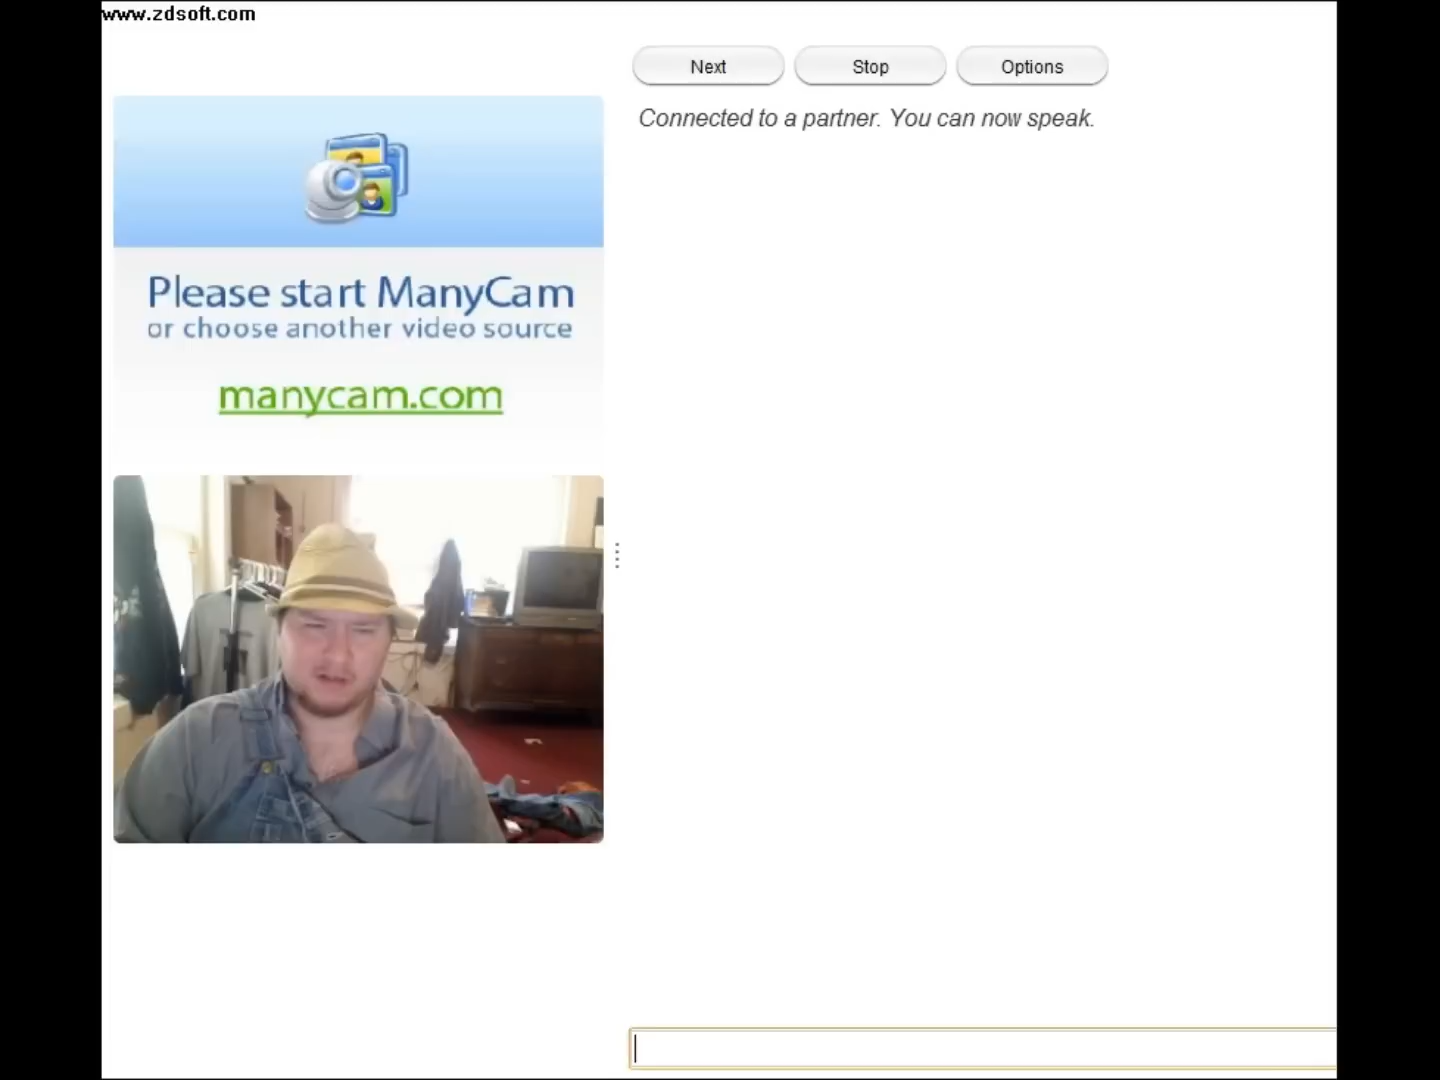 www.zdsoft.com
Next
Stop
Options
Connected to a partner. You can now speak.
Please start ManyCam
or choose another video source
manycam.com